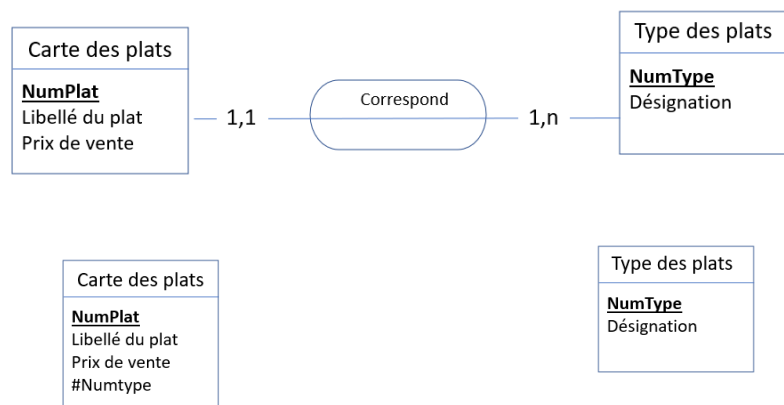 Carte des plats
NumPlat
Libellé du plat
Prix de vente
1,1
Correspond
1,n
Type des plats
NumType
Désignation
Carte des plats
NumPlat
Libellé du plat
Prix de vente
#Numtype
Type des plats
NumType
Désignation